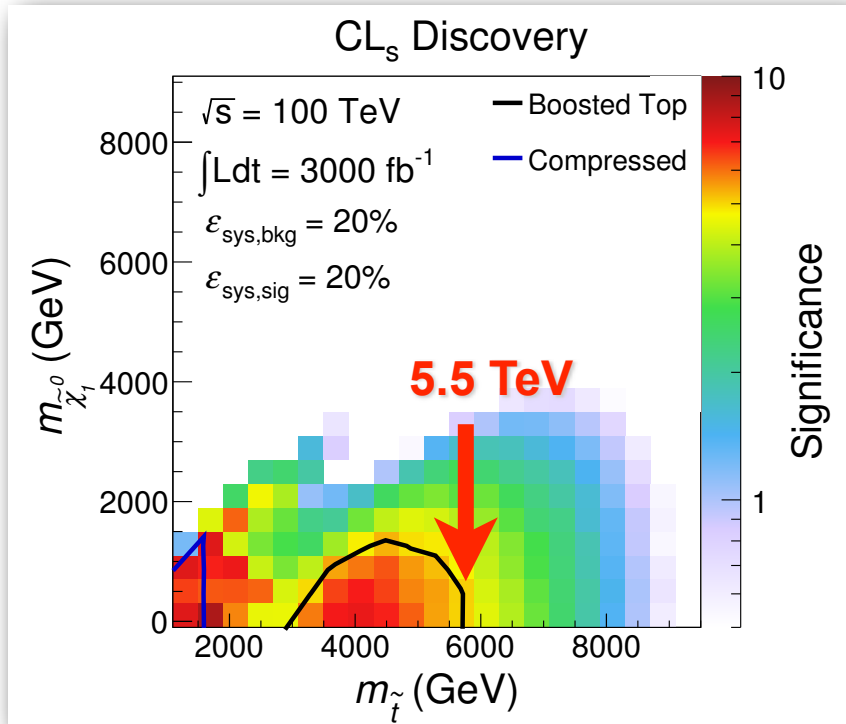 CLs Discovery
10
√s = 100 TeV
∫Ldt = 3000 fb⁻¹
εsys,bkg = 20%
εsys,sig = 20%
Boosted Top
Compressed
8000
6000
4000
2000
0
mχ̃₁⁰ (GeV)
5.5 TeV
1
Significance
2000 4000 6000 8000
mt̃ (GeV)